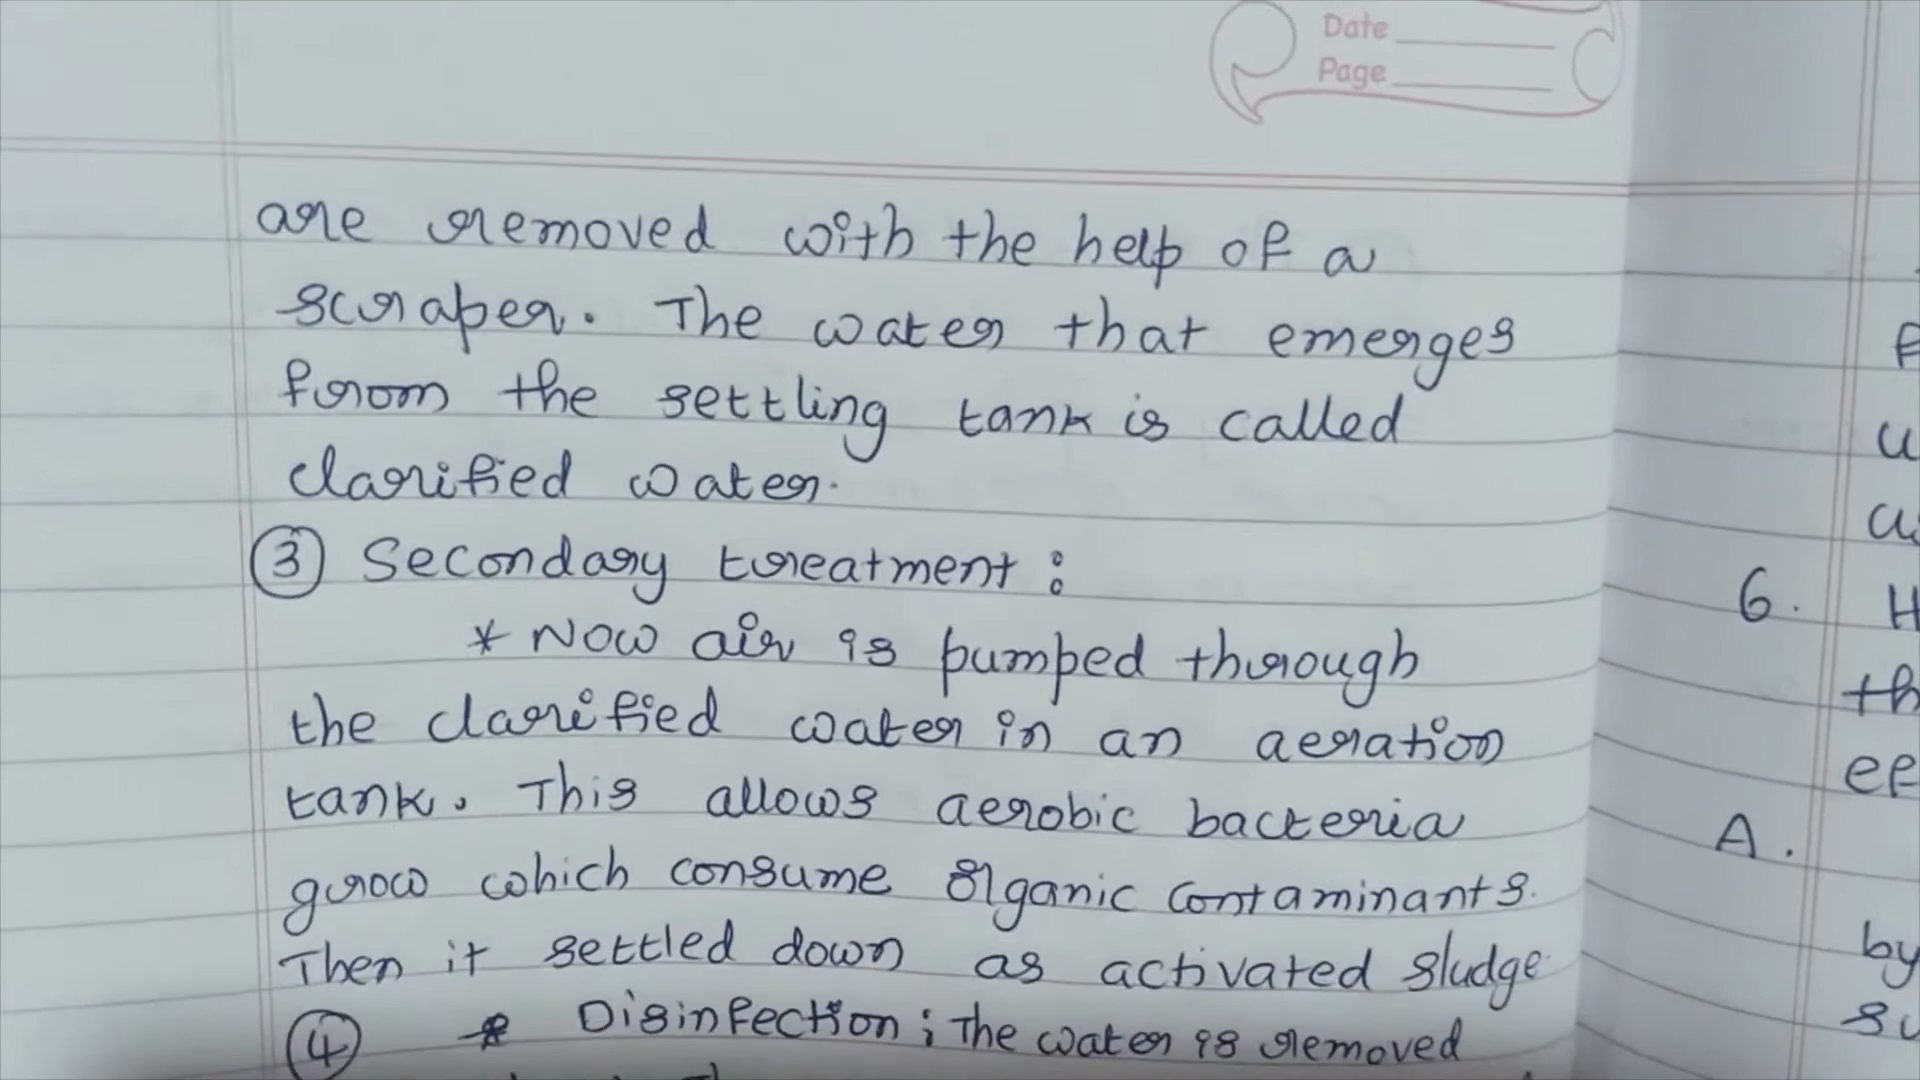 Date
Page
are removed with the help of a
scraper. The water that emerges
from the settling tank is called
clarified water.
③ Secondary treatment :
* Now air is pumped through
the clarified water in an aeration
tank. This allows aerobic bacteria
grow which consume organic contaminants.
Then it settled down as activated sludge
④ * Disinfection ; The water is removed
6. H
th
A.
by
su